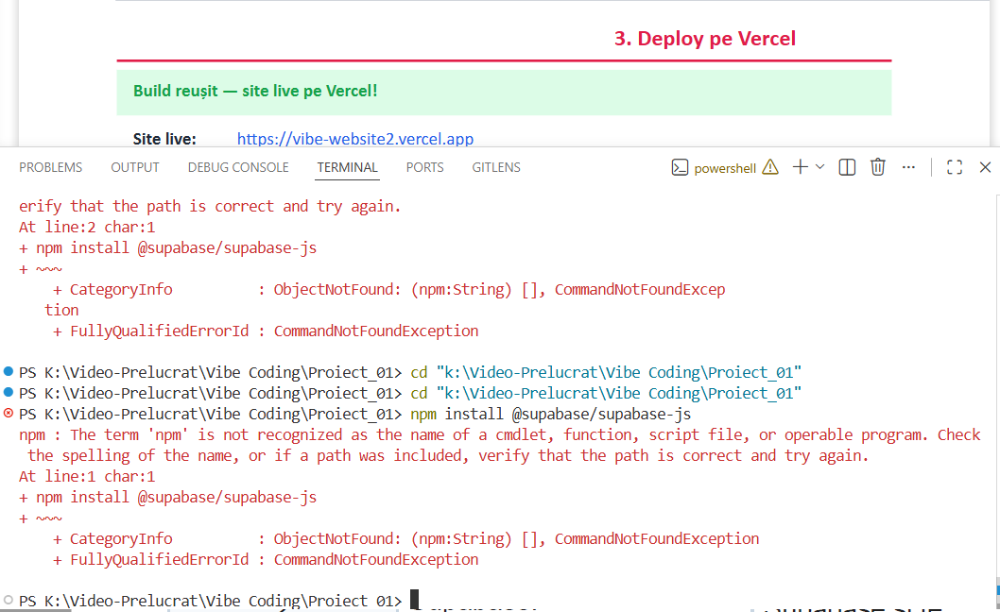 3. Deploy pe Vercel
Build reușit — site live pe Vercel!
Site live: https://vibe-website2.vercel.app
PROBLEMS OUTPUT DEBUG CONSOLE TERMINAL PORTS GITLENS powershell
erify that the path is correct and try again.
At line:2 char:1
+ npm install @supabase/supabase-js
+ ~~~
+ CategoryInfo : ObjectNotFound: (npm:String) [], CommandNotFoundExcep
tion
+ FullyQualifiedErrorId : CommandNotFoundException
PS K:\Video-Prelucrat\Vibe Coding\Proiect_01> cd "k:\Video-Prelucrat\Vibe Coding\Proiect_01"
PS K:\Video-Prelucrat\Vibe Coding\Proiect_01> cd "k:\Video-Prelucrat\Vibe Coding\Proiect_01"
PS K:\Video-Prelucrat\Vibe Coding\Proiect_01> npm install @supabase/supabase-js
npm : The term 'npm' is not recognized as the name of a cmdlet, function, script file, or operable program. Check
the spelling of the name, or if a path was included, verify that the path is correct and try again.
At line:1 char:1
+ npm install @supabase/supabase-js
+ ~~~
+ CategoryInfo : ObjectNotFound: (npm:String) [], CommandNotFoundException
+ FullyQualifiedErrorId : CommandNotFoundException
PS K:\Video-Prelucrat\Vibe Coding\Proiect_01>